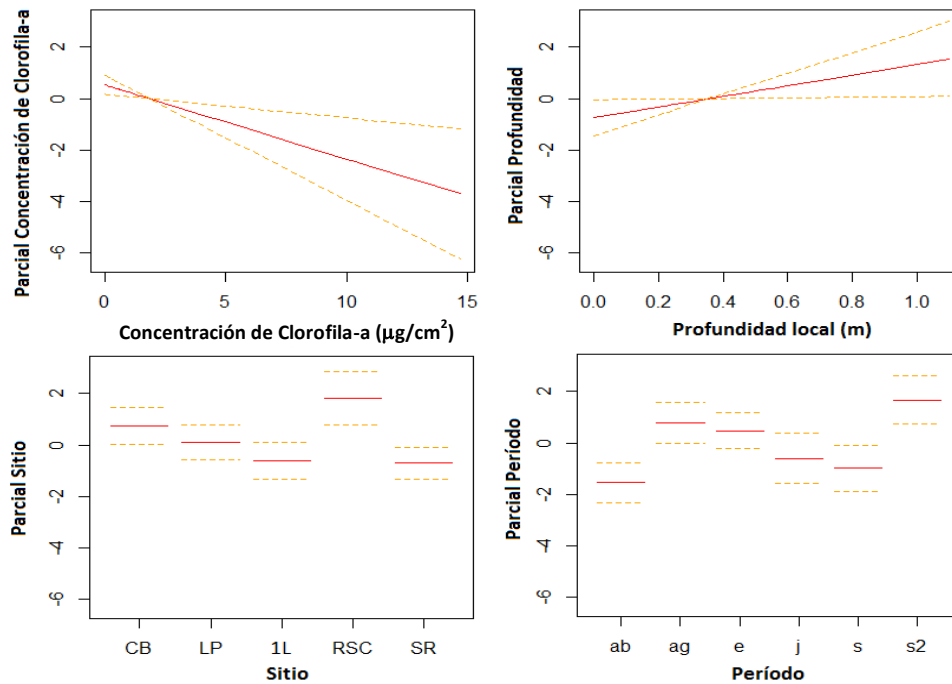 Parcial Concentración de Clorofila-a
2
0
-2
-4
-6
0 5 10 15
Concentración de Clorofila-a (µg/cm²)
Parcial Profundidad
2
0
-2
-4
-6
0.0 0.2 0.4 0.6 0.8 1.0
Profundidad local (m)
Parcial Sitio
2
0
-2
-4
-6
CB LP 1L RSC SR
Sitio
Parcial Período
2
0
-2
-4
-6
ab ag e j s s2
Período